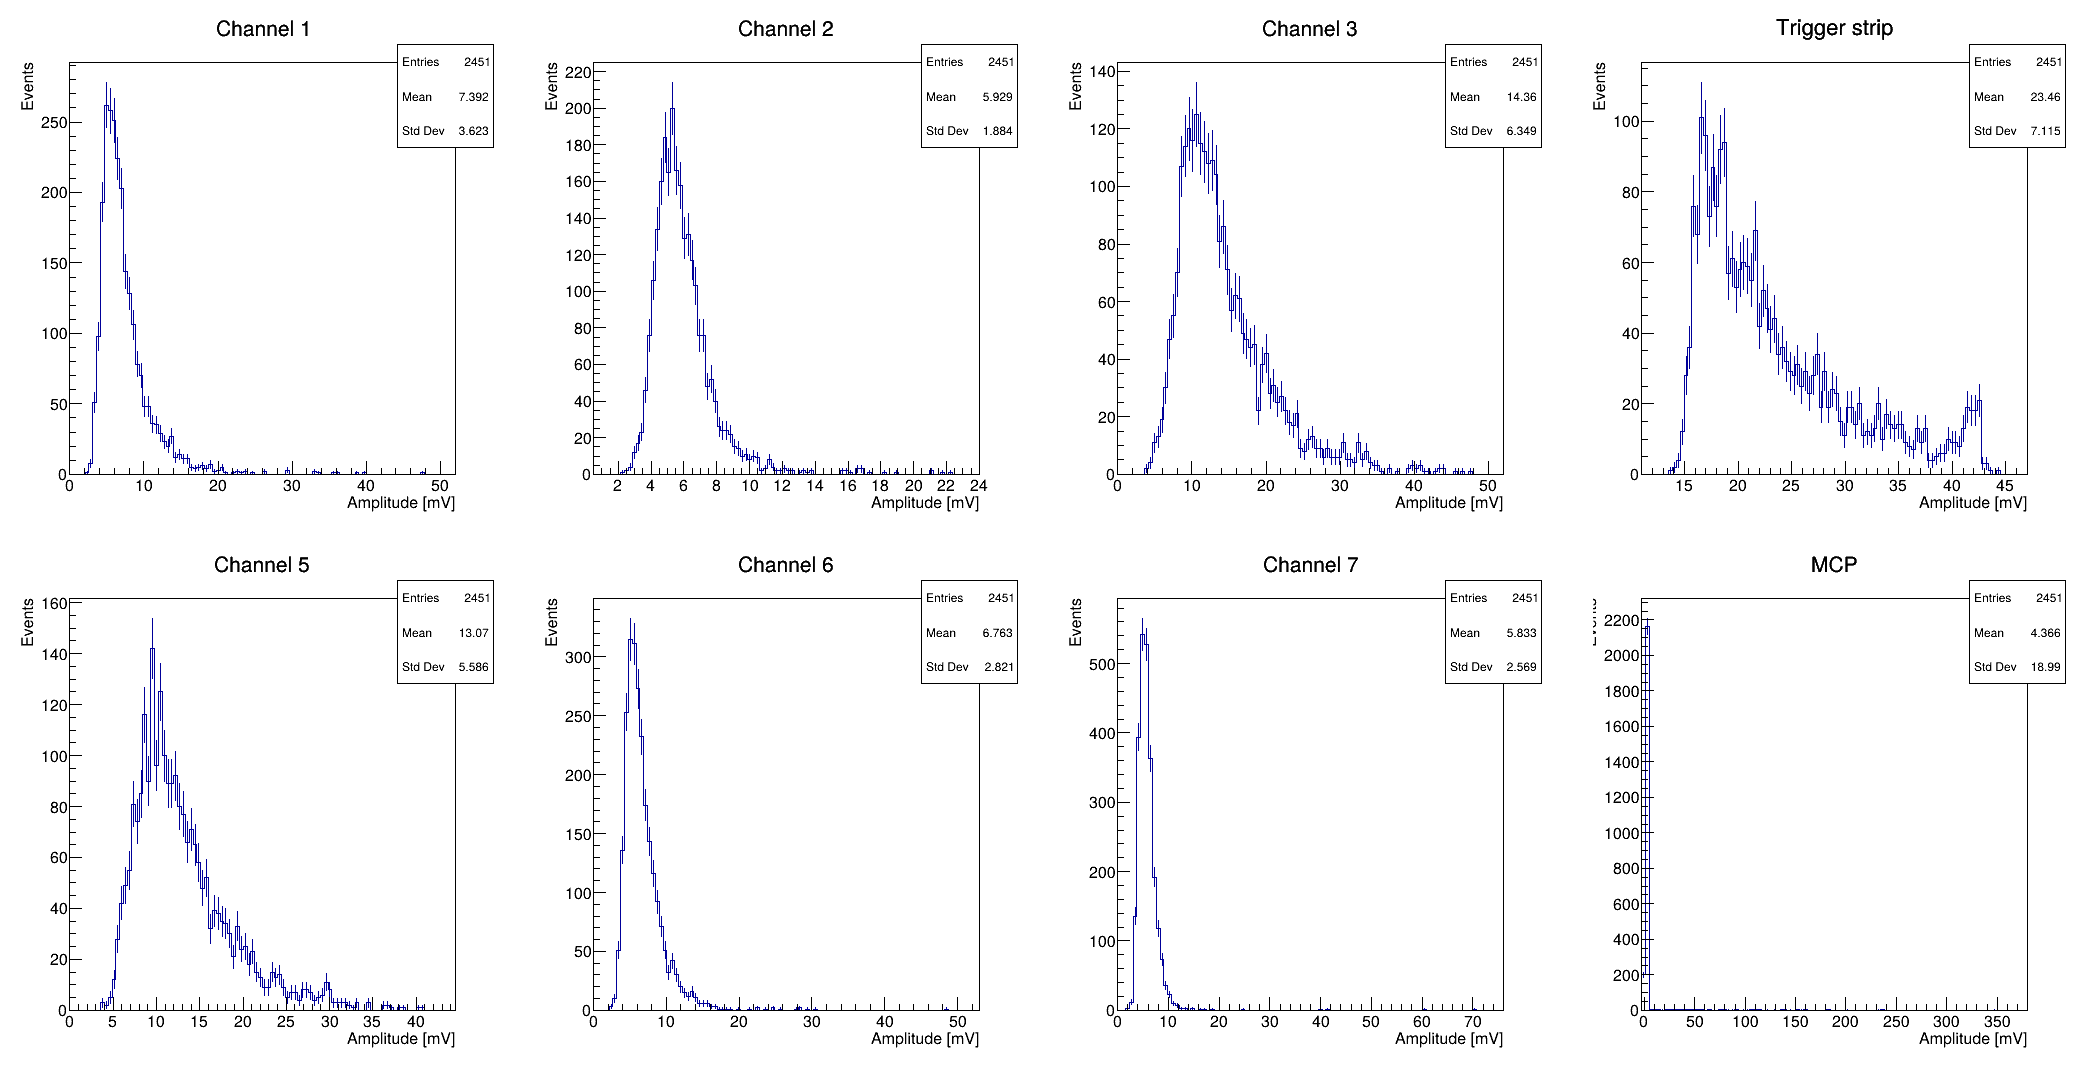 Channel 1
Events
Entries 2451
Mean 7.392
Std Dev 3.623
250
200
150
100
50
0
0 10 20 30 40 50
Amplitude [mV]
Channel 2
Events
Entries 2451
Mean 5.929
Std Dev 1.884
220
200
180
160
140
120
100
80
60
40
20
0
2 4 6 8 10 12 14 16 18 20 22 24
Amplitude [mV]
Channel 3
Events
Entries 2451
Mean 14.36
Std Dev 6.349
140
120
100
80
60
40
20
0
0 10 20 30 40 50
Amplitude [mV]
Trigger strip
Events
Entries 2451
Mean 23.46
Std Dev 7.115
100
80
60
40
20
0
15 20 25 30 35 40 45
Amplitude [mV]
Channel 5
Events
Entries 2451
Mean 13.07
Std Dev 5.586
160
140
120
100
80
60
40
20
0
0 5 10 15 20 25 30 35 40
Amplitude [mV]
Channel 6
Events
Entries 2451
Mean 6.763
Std Dev 2.821
300
250
200
150
100
50
0
0 10 20 30 40 50
Amplitude [mV]
Channel 7
Events
Entries 2451
Mean 5.833
Std Dev 2.569
500
400
300
200
100
0
0 10 20 30 40 50 60 70
Amplitude [mV]
MCP
Entries 2451
Mean 4.366
Std Dev 18.99
2200
2000
1800
1600
1400
1200
1000
800
600
400
200
0
0 50 100 150 200 250 300 350
Amplitude [mV]